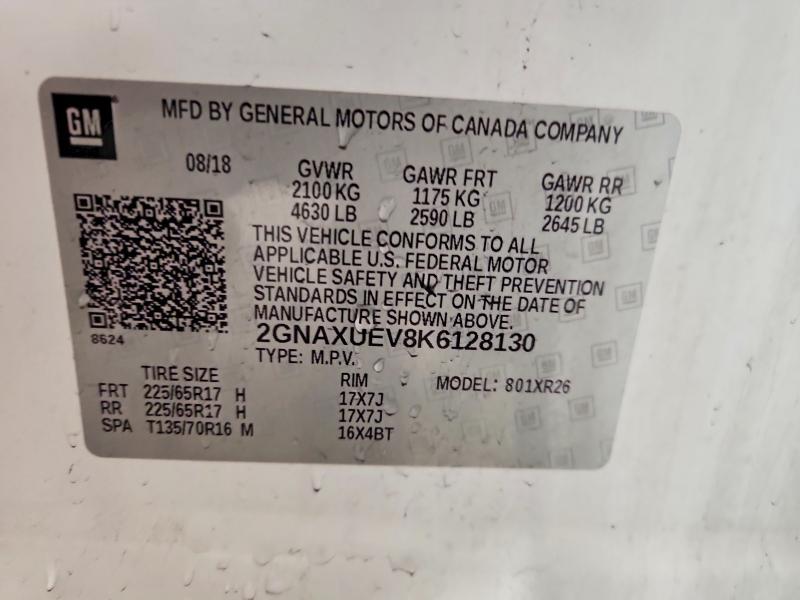 GM
MFD BY GENERAL MOTORS OF CANADA COMPANY
08/18 GVWR GAWR FRT GAWR RR
2100 KG 1175 KG 1200 KG
4630 LB 2590 LB 2645 LB
THIS VEHICLE CONFORMS TO ALL
APPLICABLE U.S. FEDERAL MOTOR
VEHICLE SAFETY AND THEFT PREVENTION
STANDARDS IN EFFECT ON THE DATE OF
MANUFACTURE SHOWN ABOVE.
8624
2GNAXUEV8K6128130
TYPE: M.P.V.
TIRE SIZE RIM MODEL: 801XR26
FRT 225/65R17 H 17X7J
RR 225/65R17 H 17X7J
SPA T135/70R16 M 16X4BT